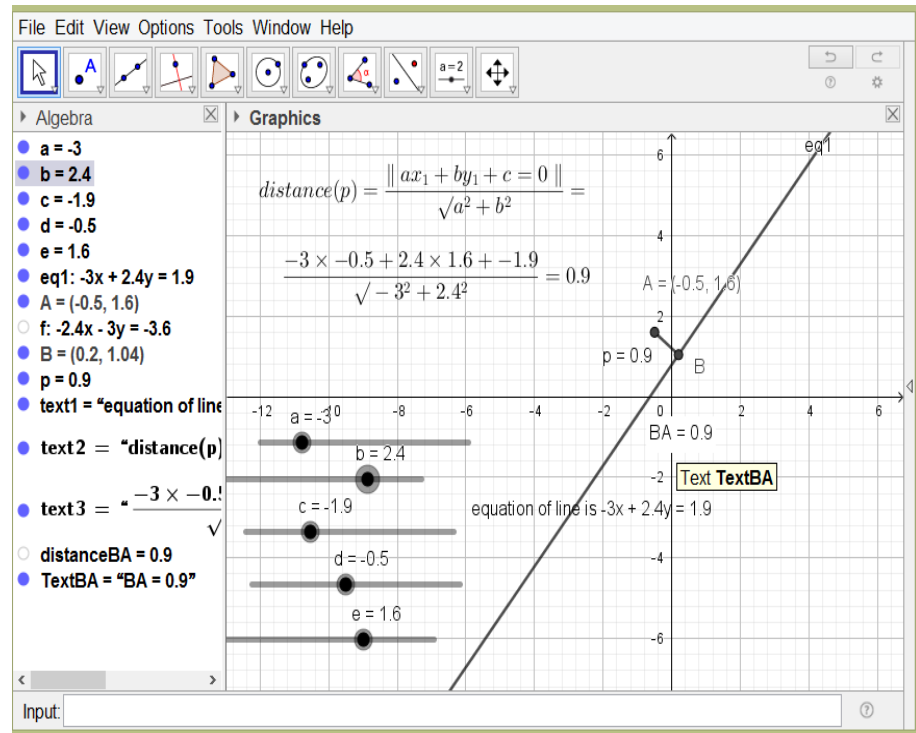 File Edit View Options Tools Window Help
A
α
a=2
Algebra
a = -3
b = 2.4
c = -1.9
d = -0.5
e = 1.6
eq1: -3x + 2.4y = 1.9
A = (-0.5, 1.6)
f: -2.4x - 3y = -3.6
B = (0.2, 1.04)
p = 0.9
text1 = “equation of line
text2 = “distance(p)
text3 = “ −3 × −0.5
√
distanceBA = 0.9
TextBA = “BA = 0.9”
Graphics
eq1
distance(p) = ‖ ax₁ + by₁ + c = 0 ‖ / √a² + b² =
−3 × −0.5 + 2.4 × 1.6 + −1.9 / √ − 3² + 2.4² = 0.9
A = (-0.5, 1.6)
p = 0.9
B
6
4
2
-12 -10 -8 -6 -4 -2 0 2 4 6
-2
-4
-6
BA = 0.9
Text TextBA
equation of line is -3x + 2.4y = 1.9
a = -3
b = 2.4
c = -1.9
d = -0.5
e = 1.6
Input: